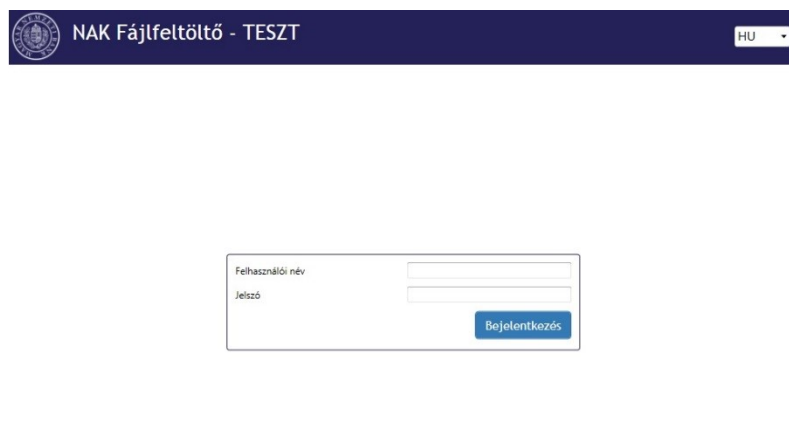 NAK Fájlfeltöltő - TESZT
HU
Felhasználói név
Jelszó
Bejelentkezés